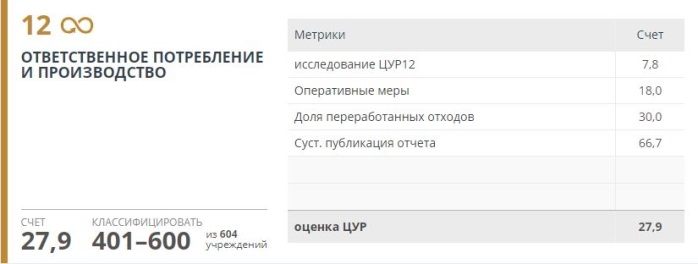 12
ОТВЕТСТВЕННОЕ ПОТРЕБЛЕНИЕ
И ПРОИЗВОДСТВО
СЧЕТ
27,9
КЛАССИФИЦИРОВАТЬ
401–600
из 604
учреждений
Метрики Счет
исследование ЦУР12 7,8
Оперативные меры 18,0
Доля переработанных отходов 30,0
Суст. публикация отчета 66,7
оценка ЦУР 27,9